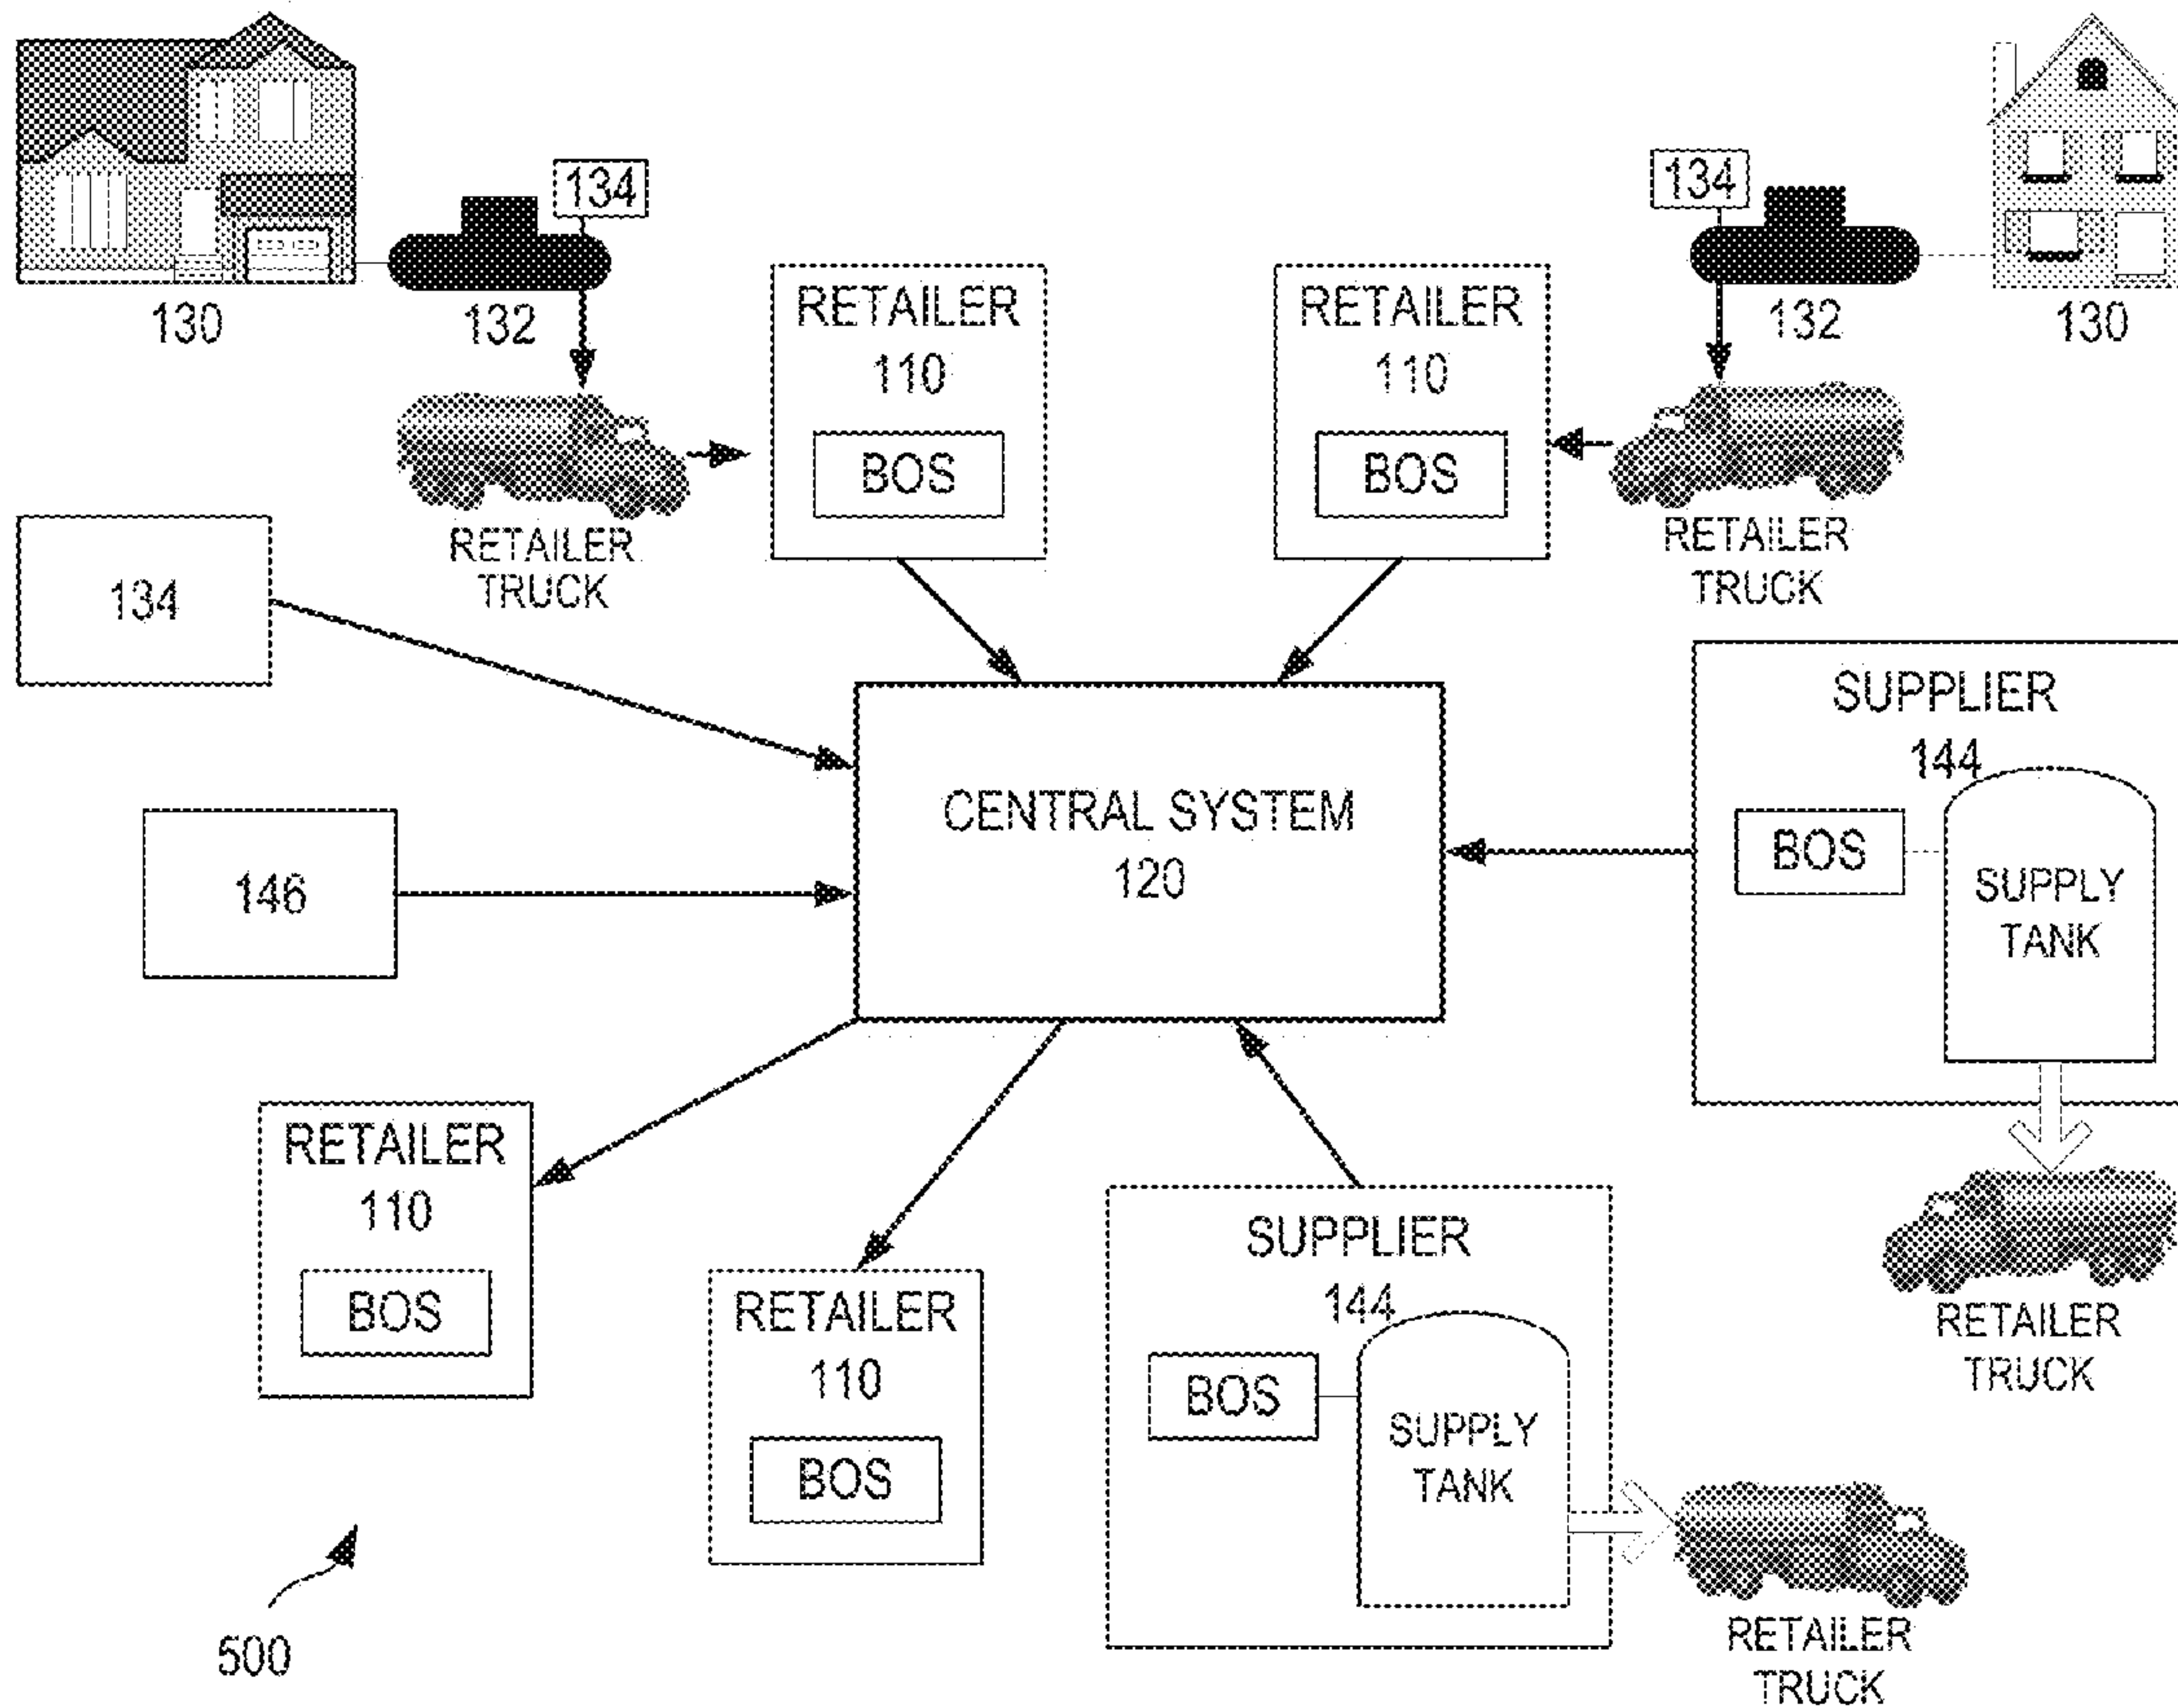 134
134
130
132
RETAILER
110
BOS
RETAILER
110
BOS
132
130
RETAILER
TRUCK
RETAILER
TRUCK
134
SUPPLIER
144
BOS
SUPPLY
TANK
CENTRAL SYSTEM
120
146
RETAILER
110
BOS
RETAILER
110
BOS
SUPPLIER
144
BOS
SUPPLY
TANK
RETAILER
TRUCK
RETAILER
TRUCK
500